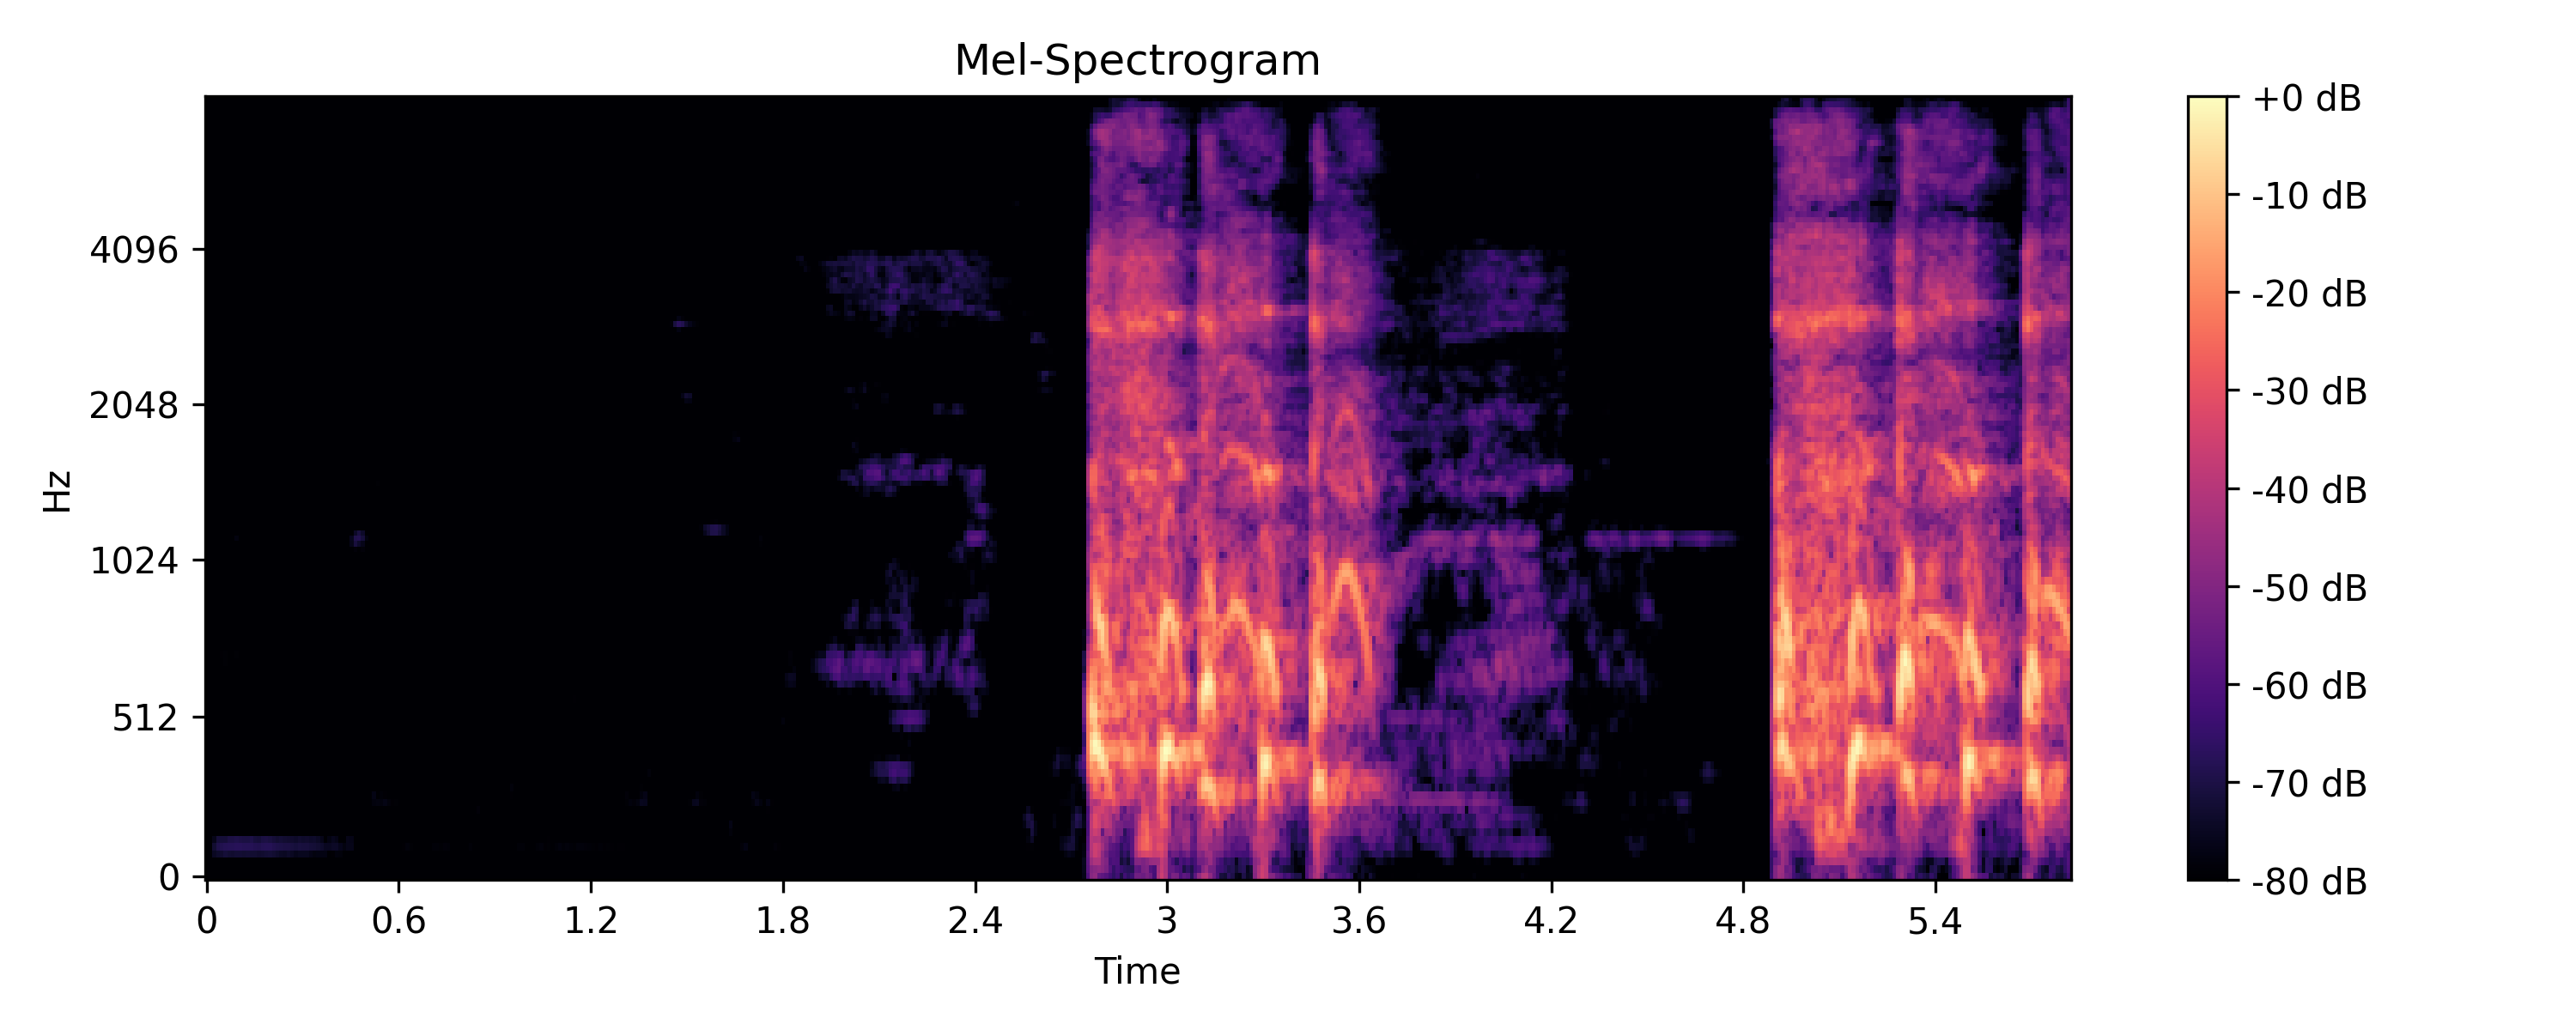 Mel-Spectrogram
+0 dB
-10 dB
-20 dB
-30 dB
-40 dB
-50 dB
-60 dB
-70 dB
-80 dB
Hz
4096
2048
1024
512
0
0 0.6 1.2 1.8 2.4 3 3.6 4.2 4.8 5.4
Time